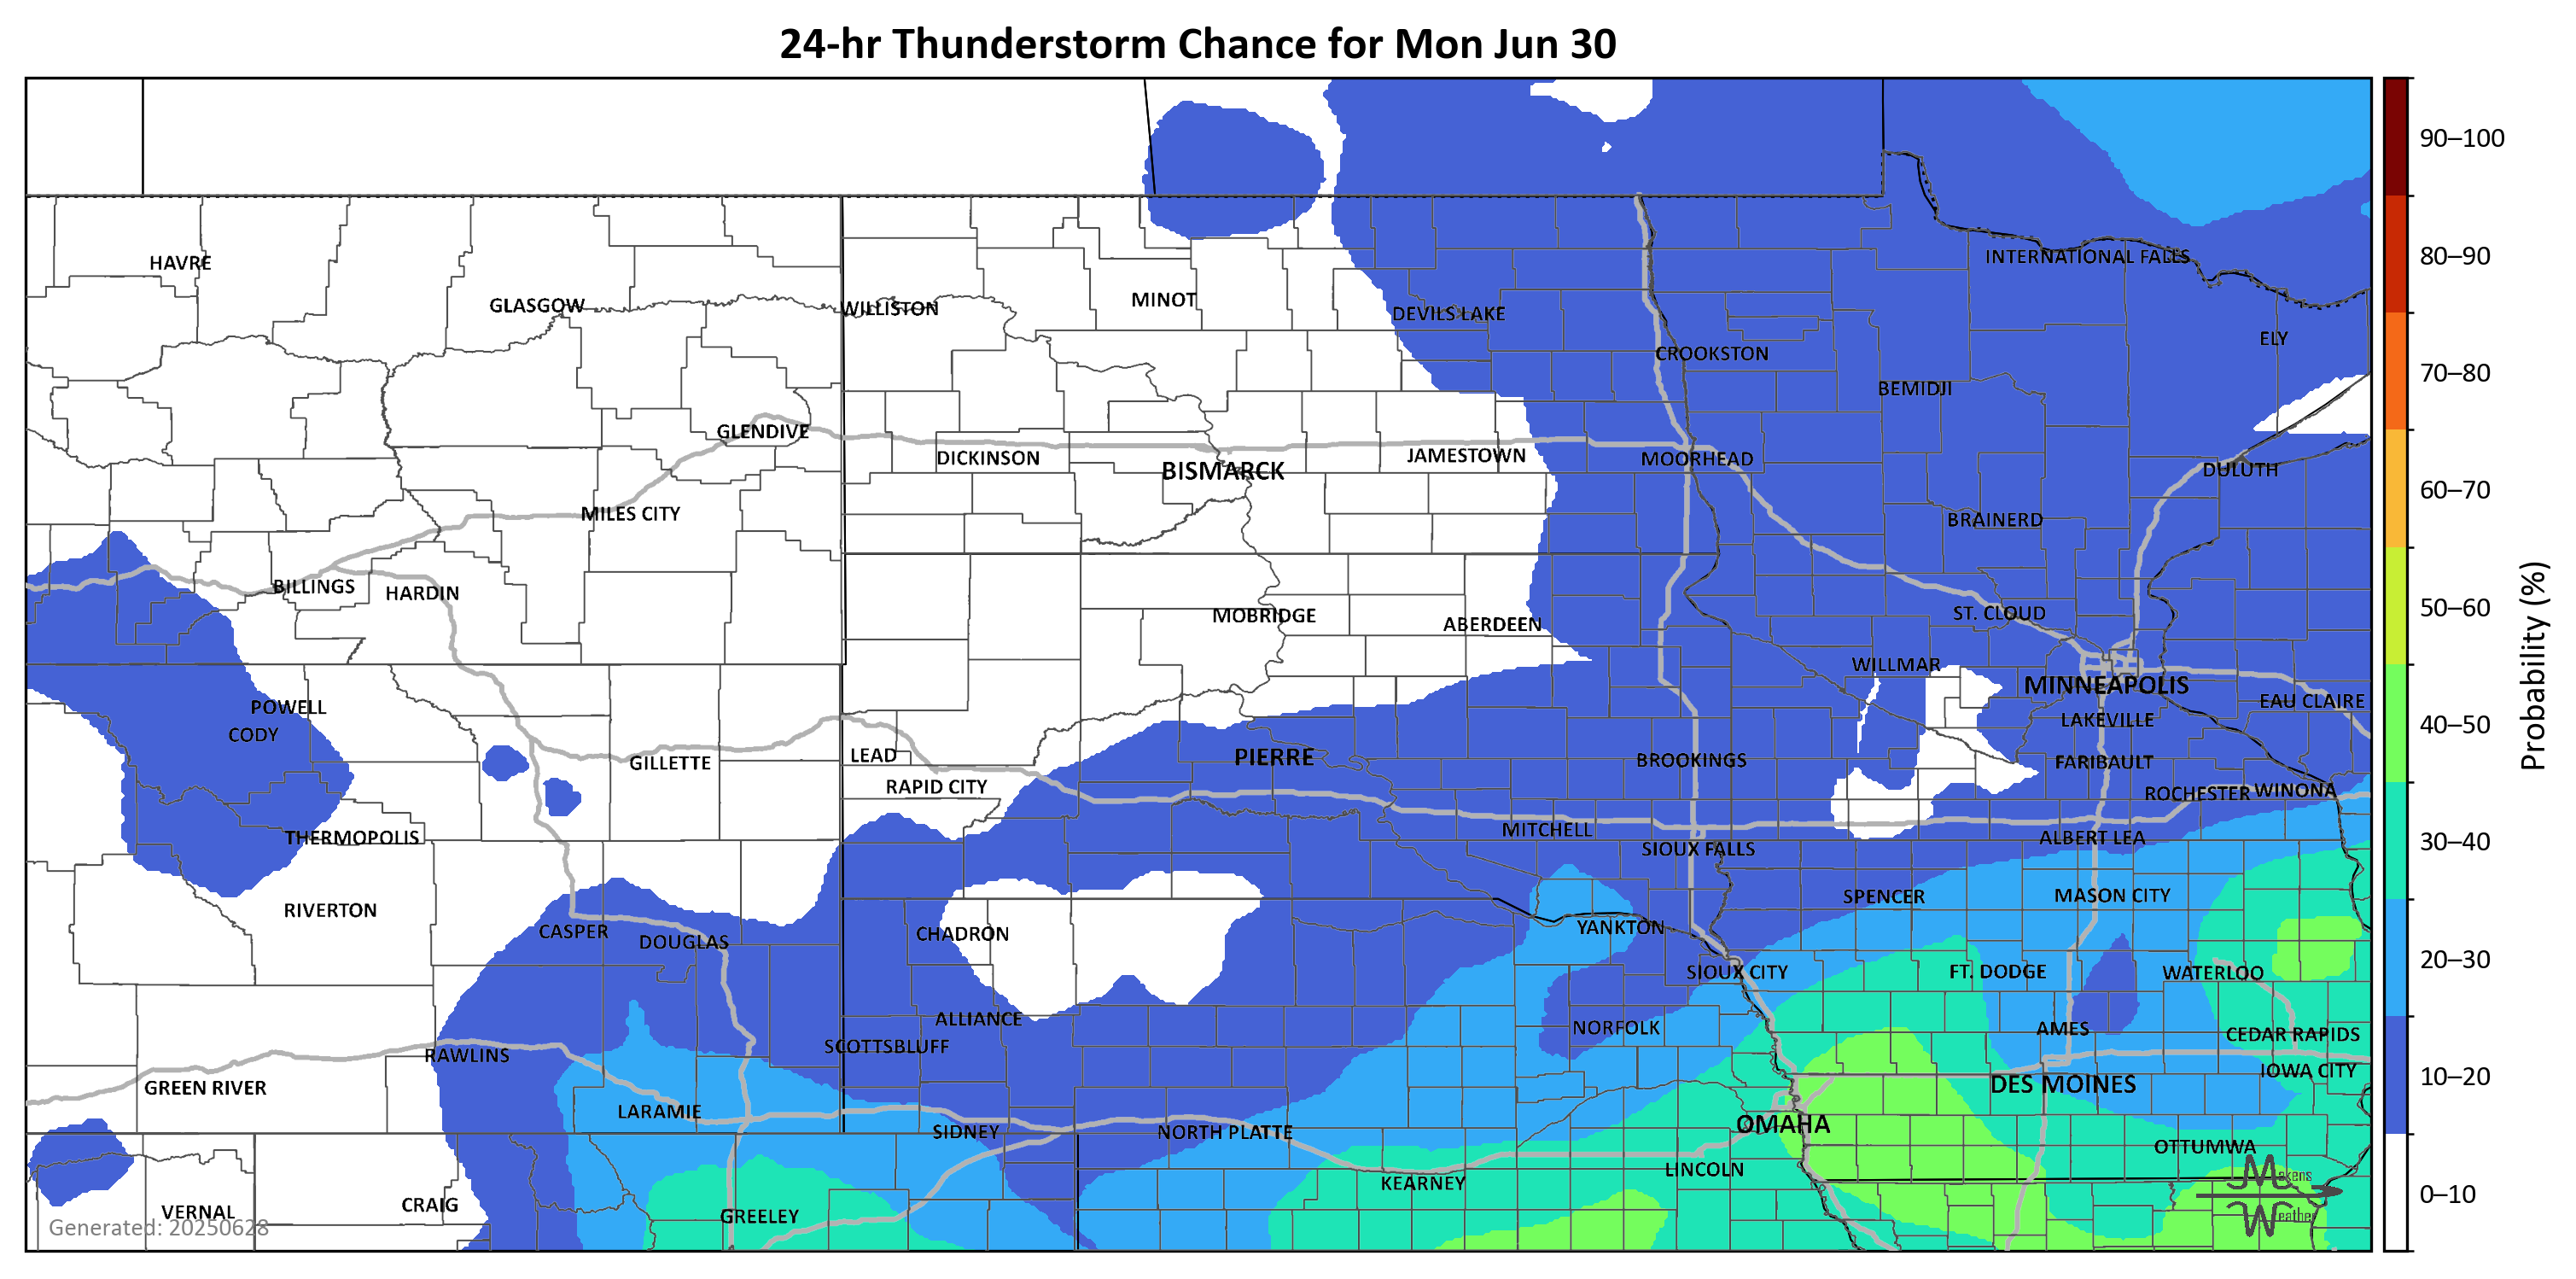 24-hr Thunderstorm Chance for Mon Jun 30
90–100
80–90
70–80
60–70
50–60
40–50
30–40
20–30
10–20
0–10
Probability (%)
HAVRE
GLASGOW
WILLISTON
MINOT
DEVILS LAKE
INTERNATIONAL FALLS
ELY
CROOKSTON
BEMIDJI
GLENDIVE
DICKINSON
BISMARCK
JAMESTOWN
MOORHEAD
DULUTH
MILES CITY
BRAINERD
BILLINGS
HARDIN
MOBRIDGE
ABERDEEN
ST. CLOUD
WILLMAR
MINNEAPOLIS
EAU CLAIRE
POWELL
CODY
LAKEVILLE
GILLETTE
LEAD
PIERRE
BROOKINGS
FARIBAULT
RAPID CITY
ROCHESTER
WINONA
THERMOPOLIS
MITCHELL
ALBERT LEA
SIOUX FALLS
RIVERTON
SPENCER
MASON CITY
CASPER
DOUGLAS
CHADRON
YANKTON
SIOUX CITY
FT. DODGE
WATERLOO
ALLIANCE
NORFOLK
AMES
CEDAR RAPIDS
SCOTTSBLUFF
RAWLINS
IOWA CITY
GREEN RIVER
DES MOINES
LARAMIE
OMAHA
SIDNEY
NORTH PLATTE
OTTUMWA
LINCOLN
KEARNEY
VERNAL
CRAIG
GREELEY
Generated: 20250628
Makens
Weather